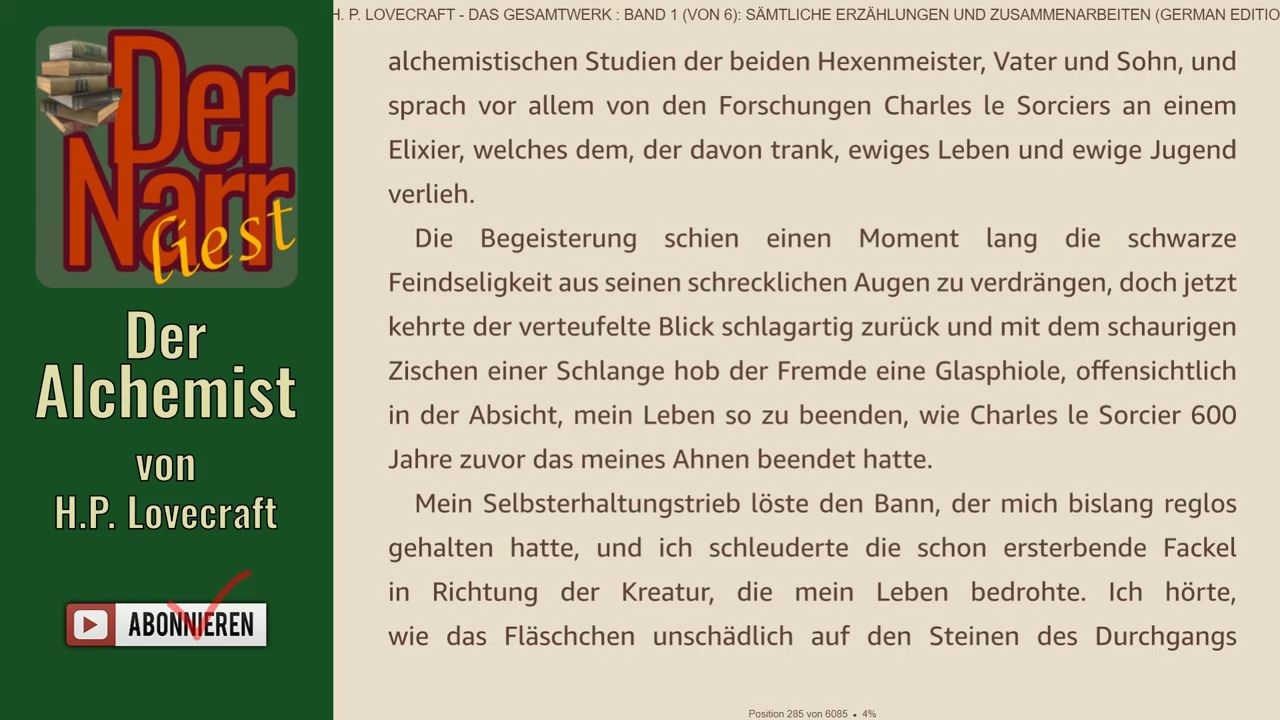 H. P. LOVECRAFT - DAS GESAMTWERK : BAND 1 (VON 6): SÄMTLICHE ERZÄHLUNGEN UND ZUSAMMENARBEITEN (GERMAN EDITIO
Der
Narr
liest
Der
Alchemist
von
H.P. Lovecraft
ABONNIEREN
alchemistischen Studien der beiden Hexenmeister, Vater und Sohn, und
sprach vor allem von den Forschungen Charles le Sorciers an einem
Elixier, welches dem, der davon trank, ewiges Leben und ewige Jugend
verlieh.
Die Begeisterung schien einen Moment lang die schwarze
Feindseligkeit aus seinen schrecklichen Augen zu verdrängen, doch jetzt
kehrte der verteufelte Blick schlagartig zurück und mit dem schaurigen
Zischen einer Schlange hob der Fremde eine Glasphiole, offensichtlich
in der Absicht, mein Leben so zu beenden, wie Charles le Sorcier 600
Jahre zuvor das meines Ahnen beendet hatte.
Mein Selbsterhaltungstrieb löste den Bann, der mich bislang reglos
gehalten hatte, und ich schleuderte die schon ersterbende Fackel
in Richtung der Kreatur, die mein Leben bedrohte. Ich hörte,
wie das Fläschchen unschädlich auf den Steinen des Durchgangs
Position 285 von 6085 • 4%